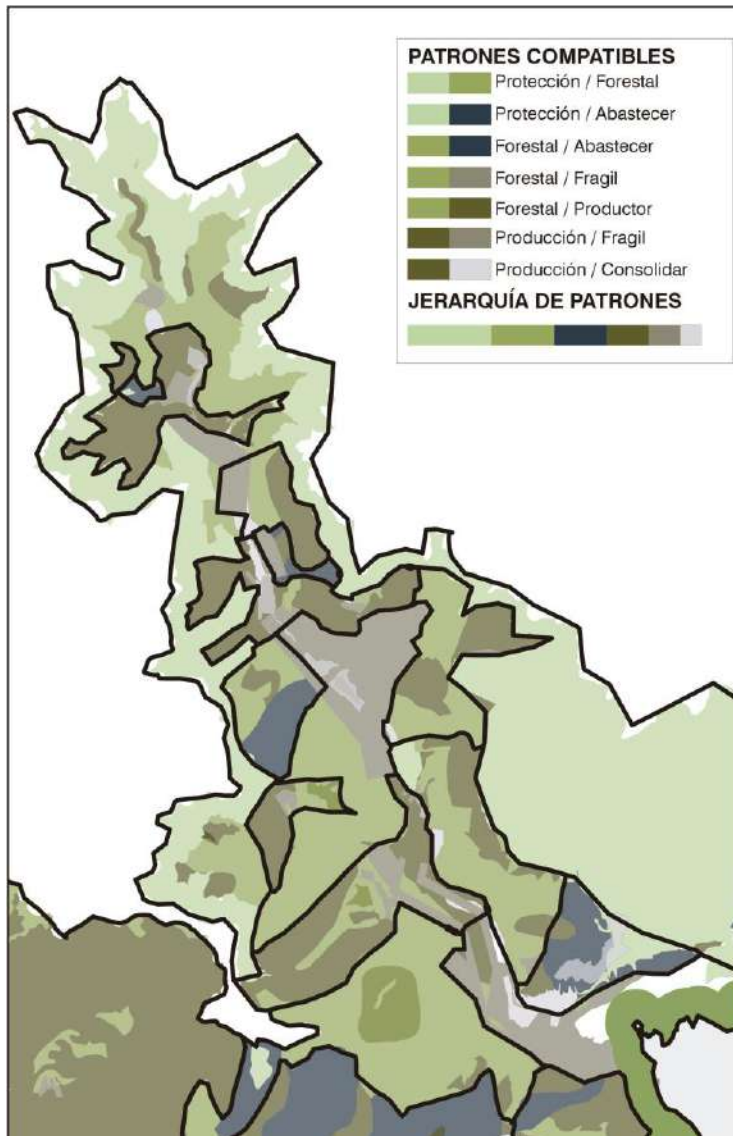 PATRONES COMPATIBLES
Protección / Forestal
Protección / Abastecer
Forestal / Abastecer
Forestal / Fragil
Forestal / Productor
Producción / Fragil
Producción / Consolidar
JERARQUÍA DE PATRONES